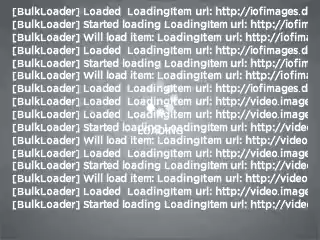 [BulkLoader] Loaded  LoadingItem url: http://iofimages.d
[BulkLoader] Started loading LoadingItem url: http://iofim
[BulkLoader] Will load item: LoadingItem url: http://iofima
[BulkLoader] Loaded  LoadingItem url: http://iofimages.d
[BulkLoader] Started loading LoadingItem url: http://iofim
[BulkLoader] Will load item: LoadingItem url: http://iofima
[BulkLoader] Loaded  LoadingItem url: http://iofimages.d
[BulkLoader] Loaded  LoadingItem url: http://video.image
[BulkLoader] Loaded  LoadingItem url: http://video.image
[BulkLoader] Started loading LoadingItem url: http://vide
LOADING
[BulkLoader] Will load item: LoadingItem url: http://video
[BulkLoader] Loaded  LoadingItem url: http://video.image
[BulkLoader] Started loading LoadingItem url: http://vide
[BulkLoader] Will load item: LoadingItem url: http://video
[BulkLoader] Loaded  LoadingItem url: http://video.image
[BulkLoader] Started loading LoadingItem url: http://vide